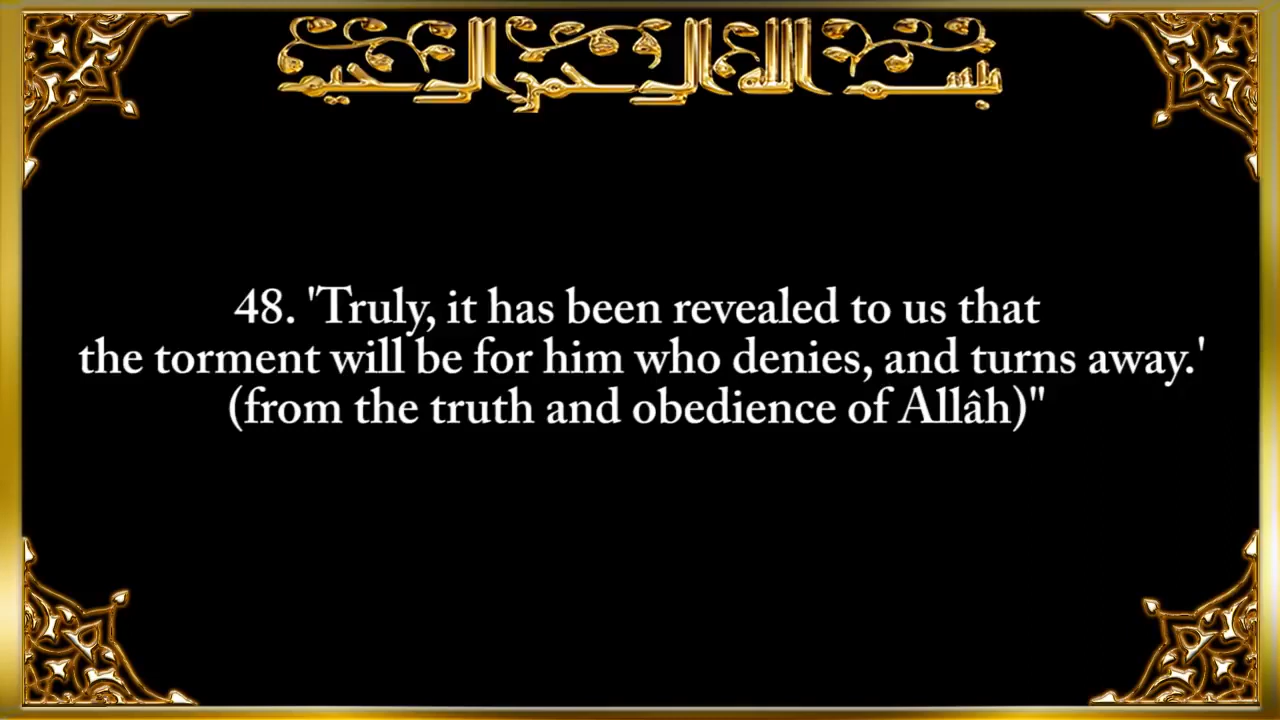 بسم الله الرحمن الرحيم
48. 'Truly, it has been revealed to us that
the torment will be for him who denies, and turns away.'
(from the truth and obedience of Allâh)"